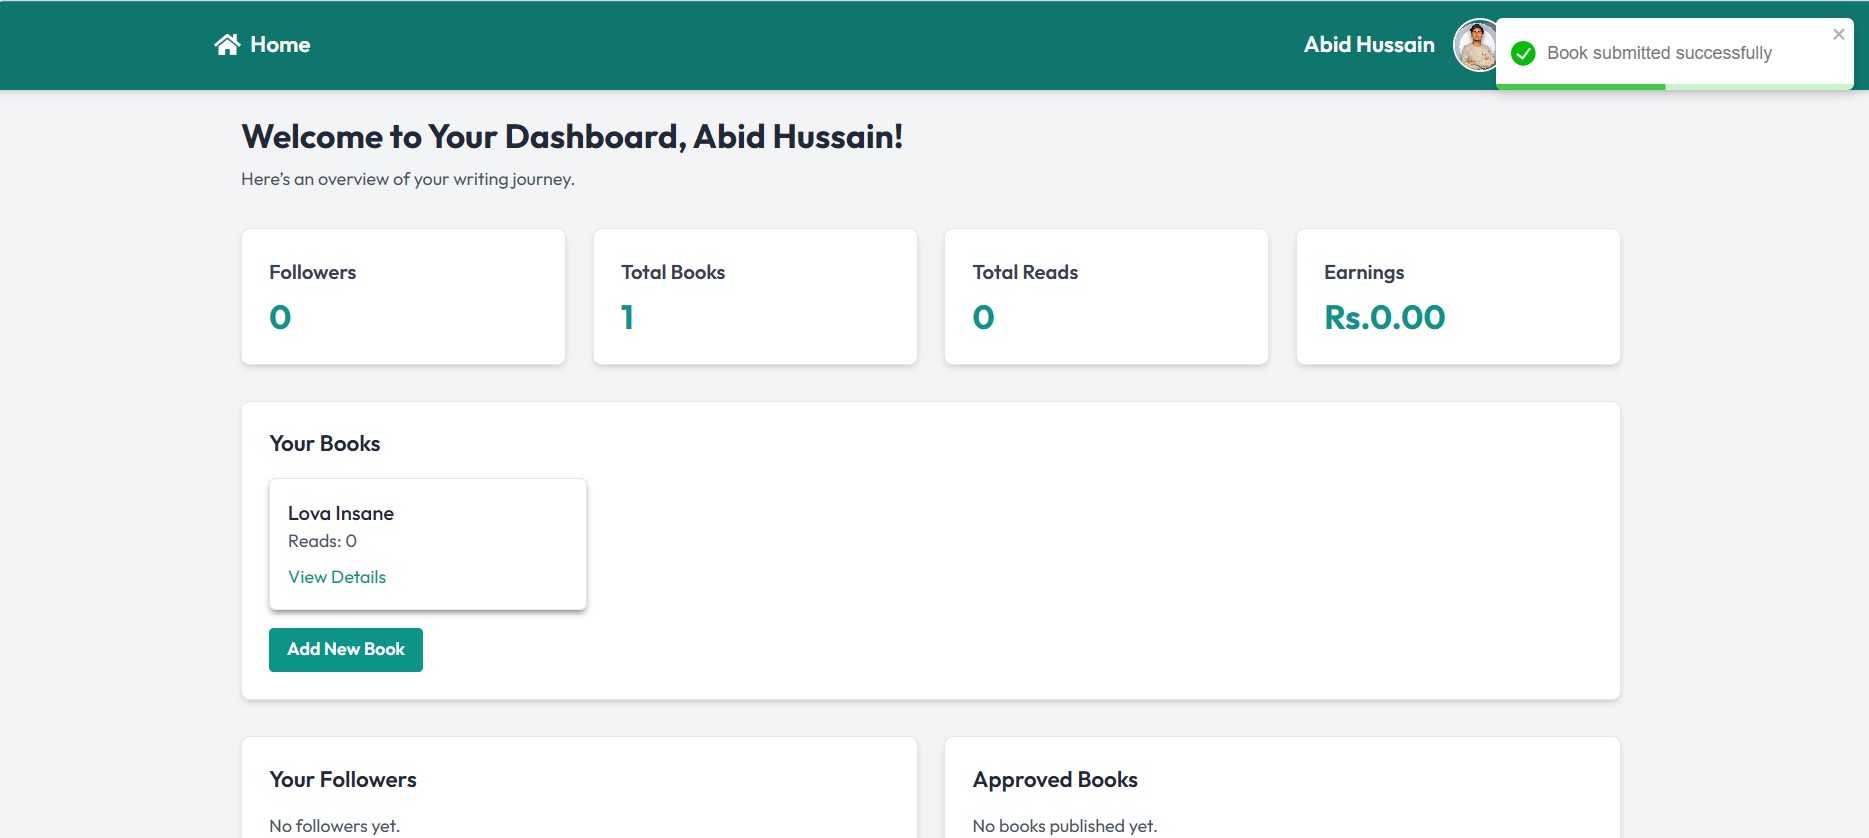 Home
Abid Hussain
Book submitted successfully
Welcome to Your Dashboard, Abid Hussain!
Here’s an overview of your writing journey.
Followers
0
Total Books
1
Total Reads
0
Earnings
Rs.0.00
Your Books
Lova Insane
Reads: 0
View Details
Add New Book
Your Followers
No followers yet.
Approved Books
No books published yet.